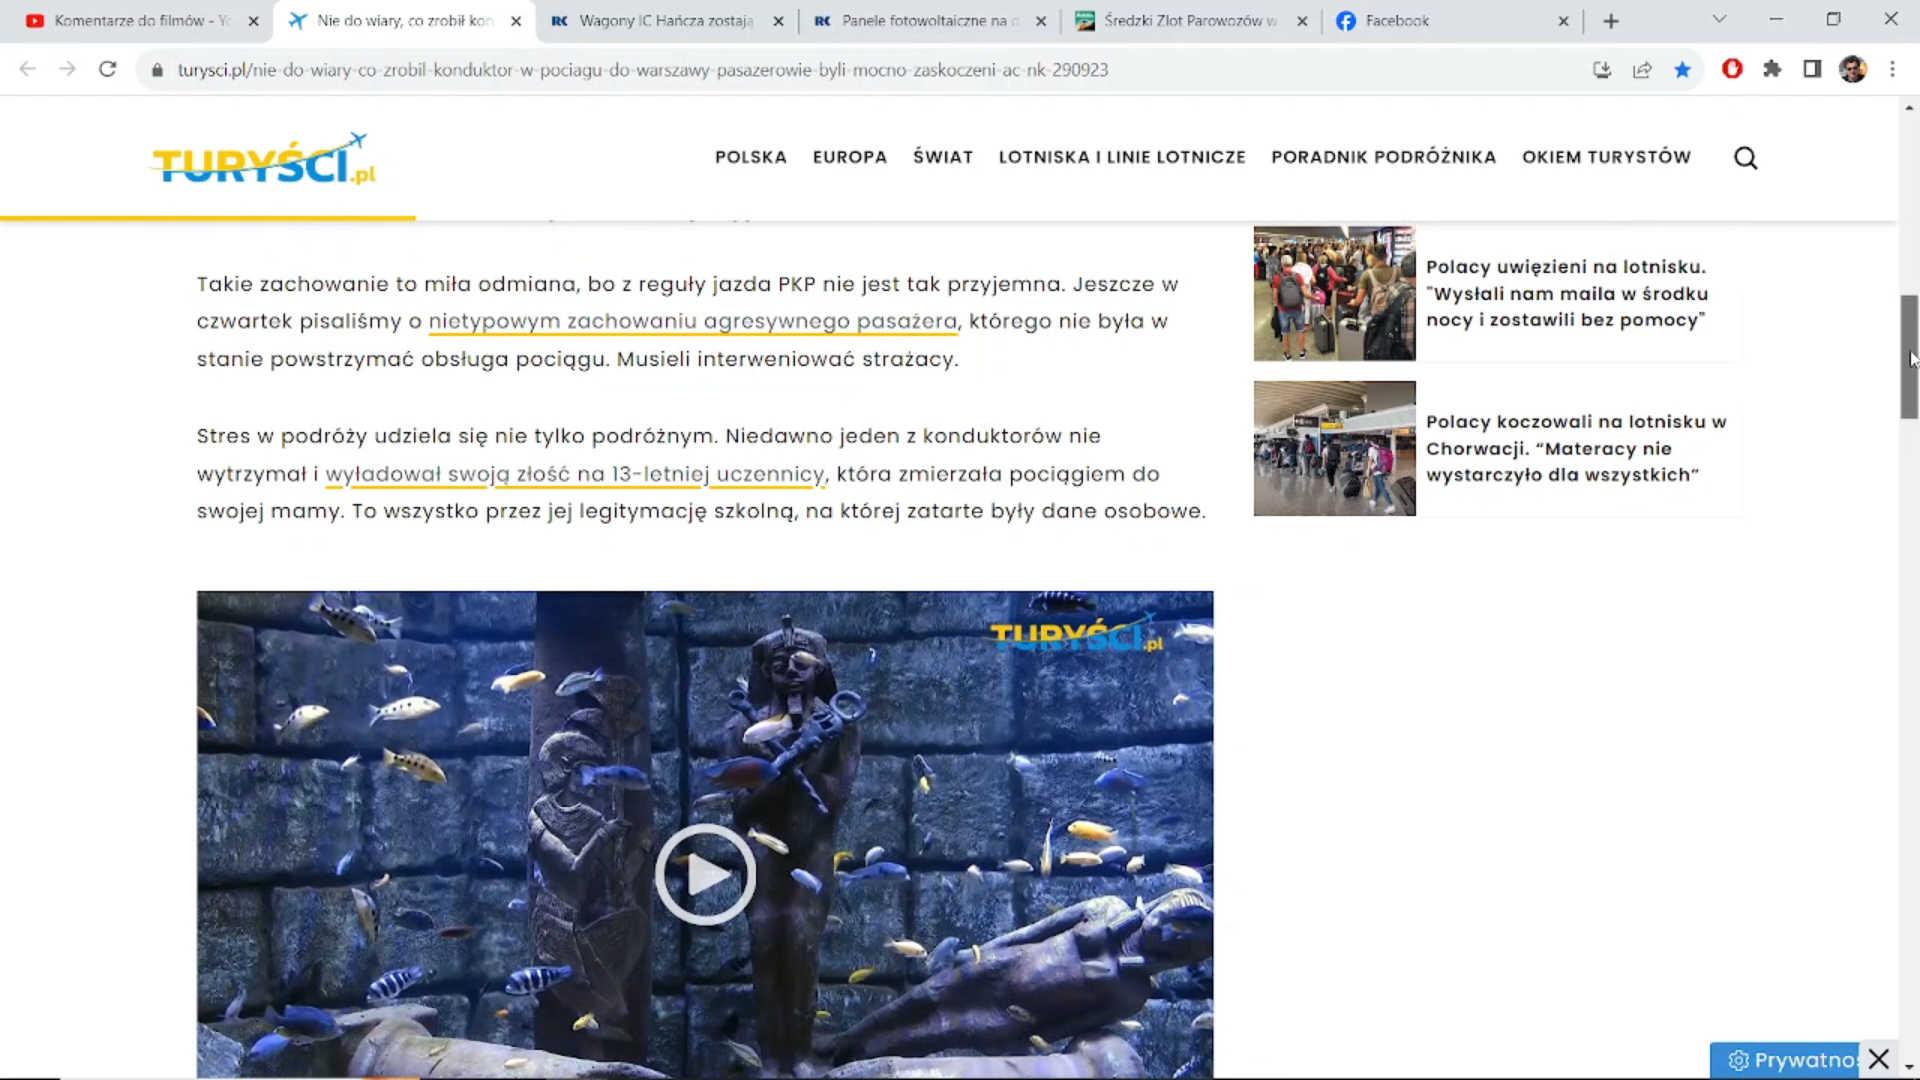 Komentarze do filmów - Yo
Nie do wiary, co zrobił kon
Wagony IC Hańcza zostają
Panele fotowoltaiczne na d
Średzki Zlot Parowozów w
Facebook
turysci.pl/nie-do-wiary-co-zrobil-konduktor-w-pociagu-do-warszawy-pasazerowie-byli-mocno-zaskoczeni-ac-nk-290923
TURYŚCI.pl
POLSKA EUROPA ŚWIAT LOTNISKA I LINIE LOTNICZE PORADNIK PODRÓŻNIKA OKIEM TURYSTÓW
Takie zachowanie to miła odmiana, bo z reguły jazda PKP nie jest tak przyjemna. Jeszcze w
czwartek pisaliśmy o nietypowym zachowaniu agresywnego pasażera, którego nie była w
stanie powstrzymać obsługa pociągu. Musieli interweniować strażacy.
Stres w podróży udziela się nie tylko podróżnym. Niedawno jeden z konduktorów nie
wytrzymał i wyładował swoją złość na 13-letniej uczennicy, która zmierzała pociągiem do
swojej mamy. To wszystko przez jej legitymację szkolną, na której zatarte były dane osobowe.
Polacy uwięzieni na lotnisku.
"Wysłali nam maila w środku
nocy i zostawili bez pomocy"
Polacy koczowali na lotnisku w
Chorwacji. “Materacy nie
wystarczyło dla wszystkich”
TURYŚCI.pl
Prywatnoś